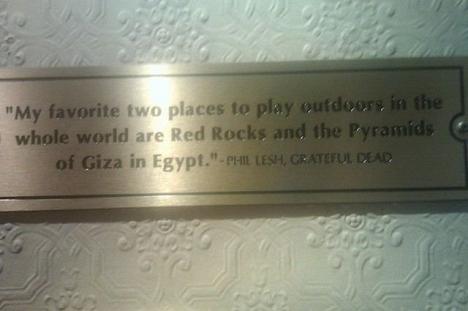 "My favorite two places to play outdoors in the
whole world are Red Rocks and the Pyramids
of Giza in Egypt." - PHIL LESH, GRATEFUL DEAD